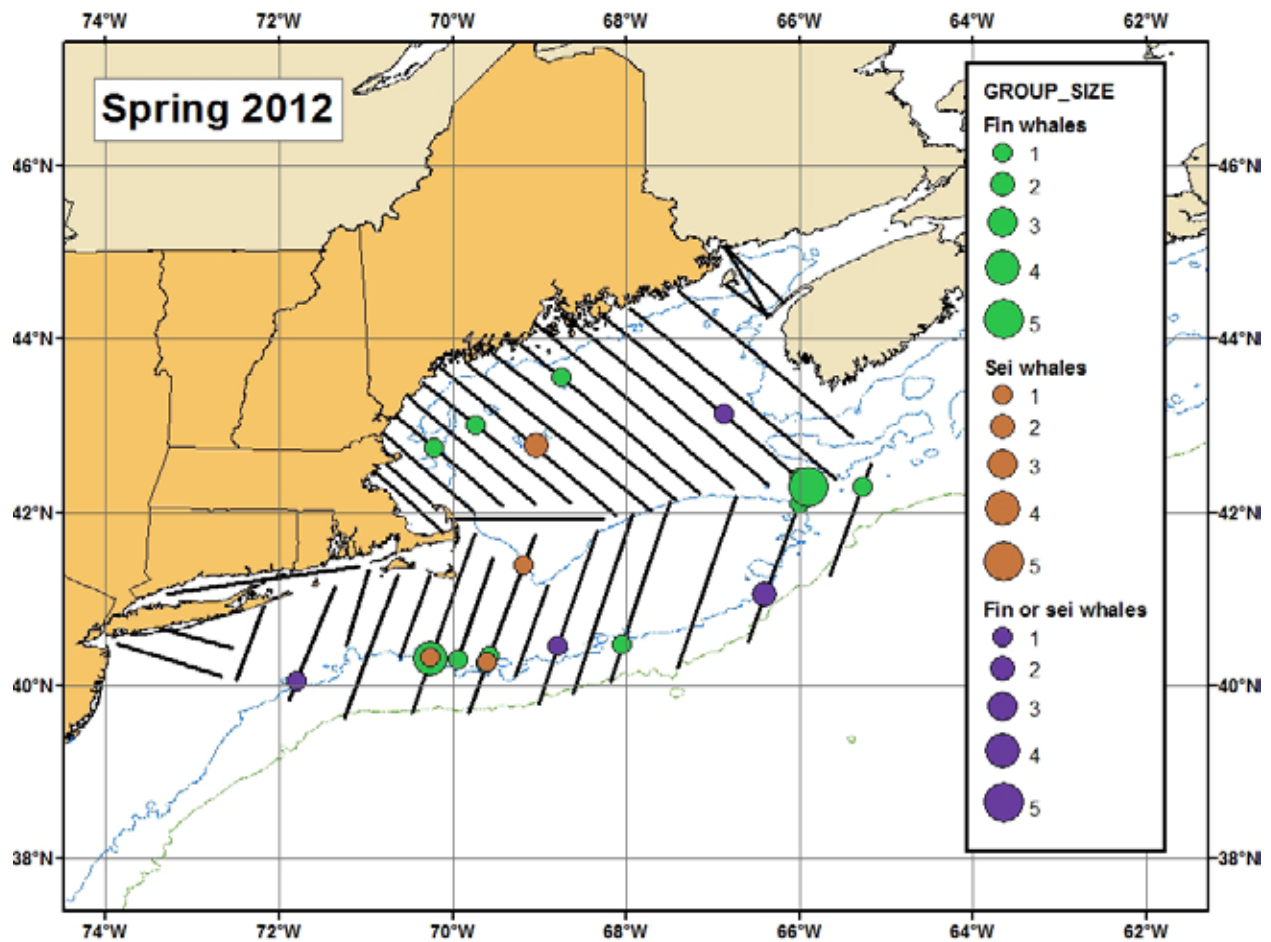 74°W 72°W 70°W 68°W 66°W 64°W 62°W
Spring 2012
GROUP_SIZE
Fin whales
1
2
3
4
5
Sei whales
1
2
3
4
5
Fin or sei whales
1
2
3
4
5
46°N 46°N
44°N 44°N
42°N 42°N
40°N 40°N
38°N 38°N
74°W 72°W 70°W 68°W 66°W 64°W 62°W